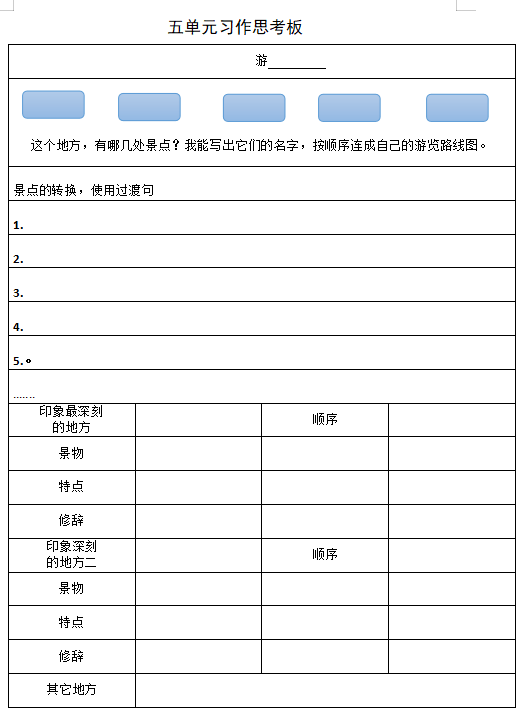 五单元习作思考板
游________
这个地方，有哪几处景点？我能写出它们的名字，按顺序连成自己的游览路线图。
景点的转换，使用过渡句
1.
2.
3.
4.
5.。
.......
印象最深刻
的地方
顺序
景物
特点
修辞
印象深刻
的地方二
顺序
景物
特点
修辞
其它地方